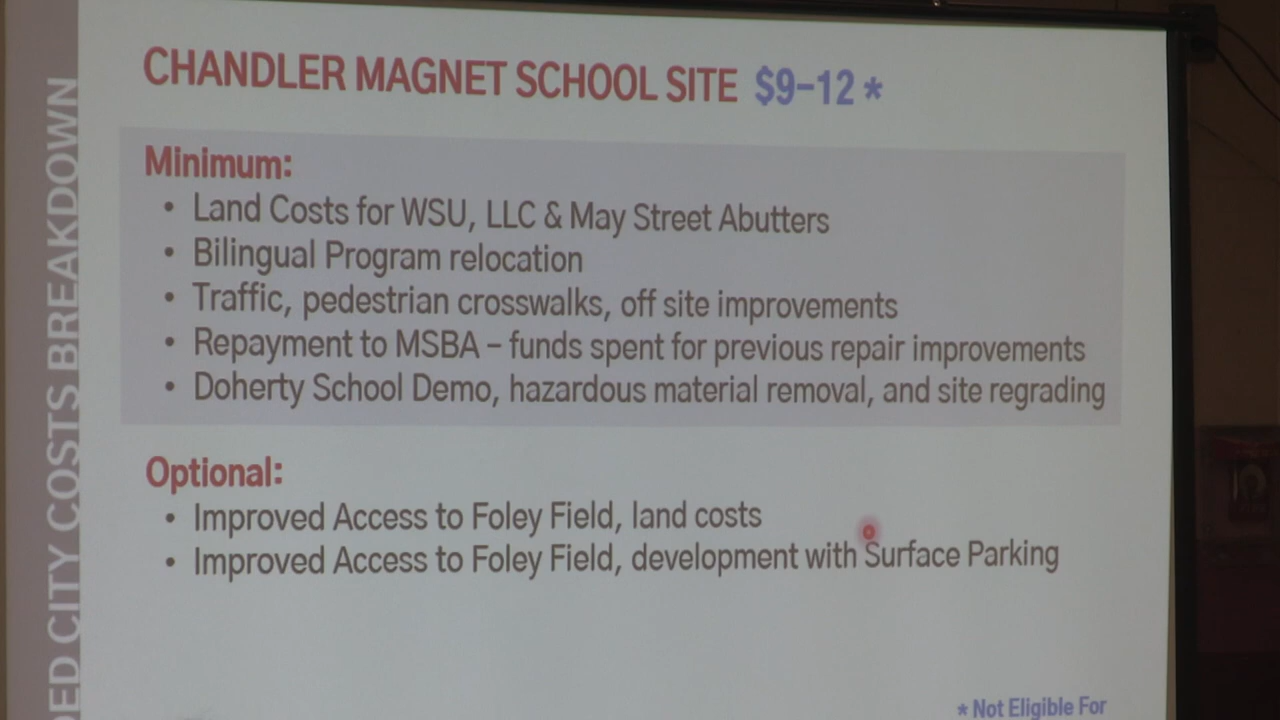 CHANDLER MAGNET SCHOOL SITE $9-12 *
Minimum:
• Land Costs for WSU, LLC & May Street Abutters
• Bilingual Program relocation
• Traffic, pedestrian crosswalks, off site improvements
• Repayment to MSBA – funds spent for previous repair improvements
• Doherty School Demo, hazardous material removal, and site regrading
Optional:
• Improved Access to Foley Field, land costs
• Improved Access to Foley Field, development with Surface Parking
* Not Eligible For
CITY COSTS BREAKDOWN